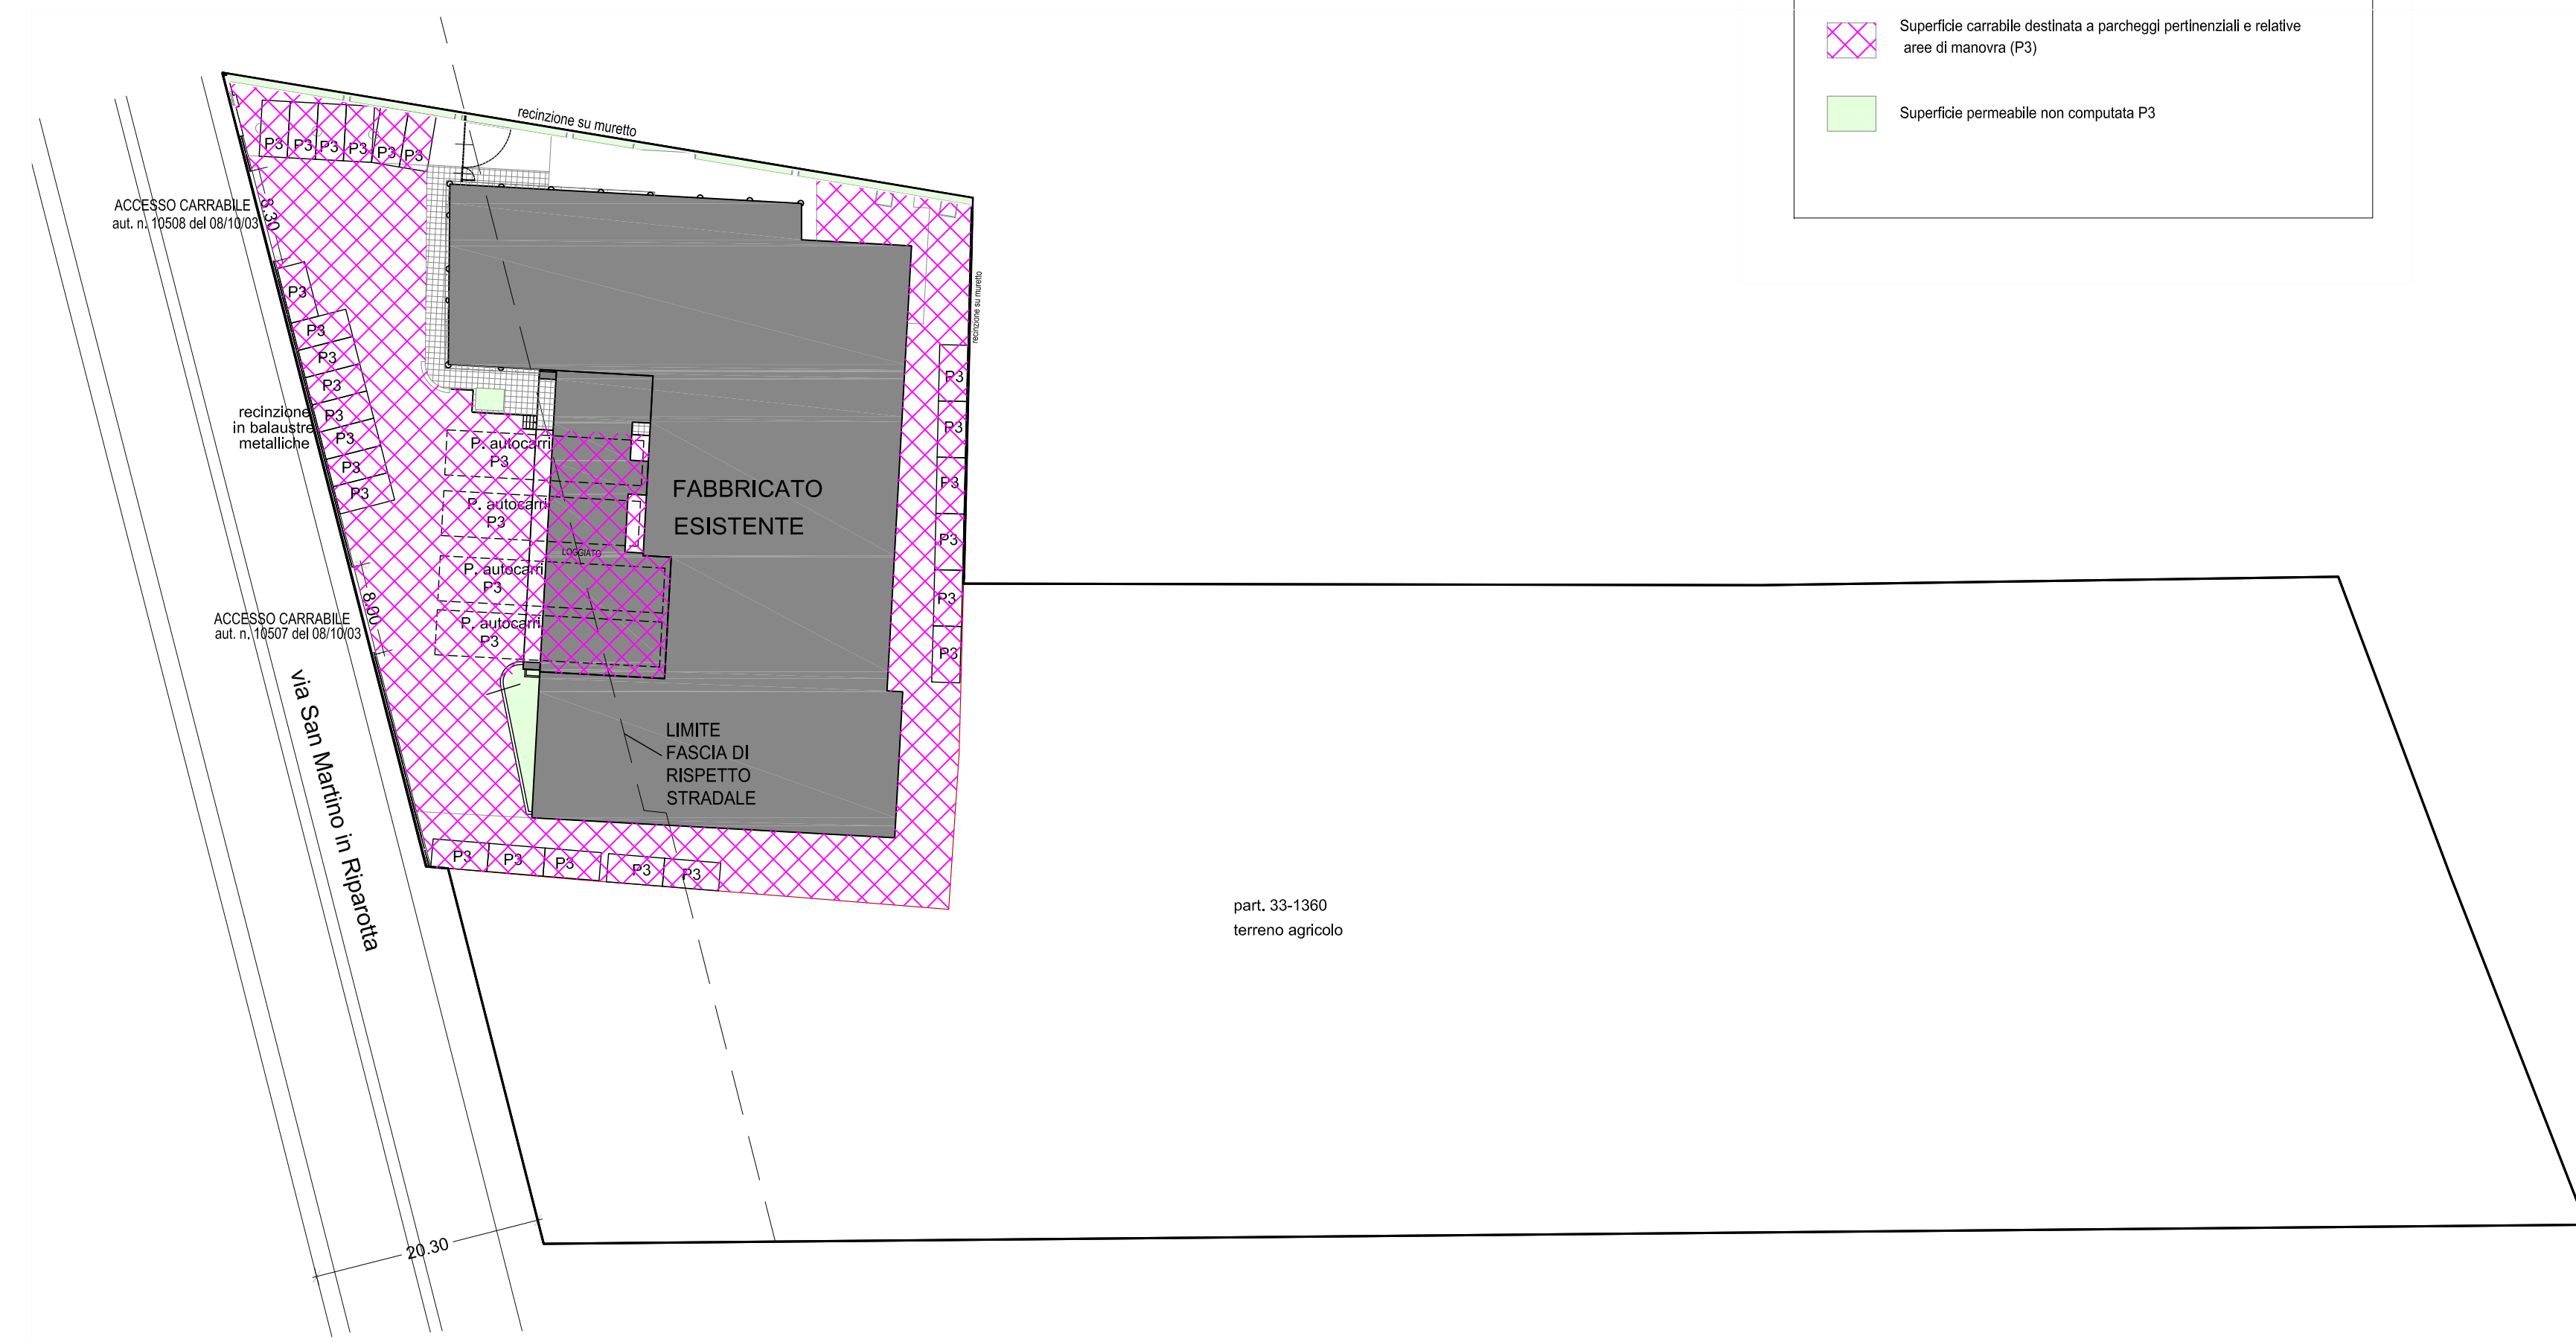 Superficie carrabile destinata a parcheggi pertinenziali e relative
aree di manovra (P3)
Superficie permeabile non computata P3
recinzione su muretto
P3
P3
P3
P3
P3
P3
ACCESSO CARRABILE
aut. n. 10508 del 08/10/03
8.30
recinzione su muretto
P3
P3
P3
P3
P3
P3
P3
P3
recinzione
in balaustre
metalliche
P. autocarri
P3
P. autocarri
P3
P. autocarri
P3
P. autocarri
P3
LOGGIATO
FABBRICATO
ESISTENTE
P3
P3
P3
P3
P3
P3
8.00
ACCESSO CARRABILE
aut. n. 10507 del 08/10/03
via San Martino in Riparotta
LIMITE
FASCIA DI
RISPETTO
STRADALE
P3
P3
P3
P3
P3
part. 33-1360
terreno agricolo
20.30